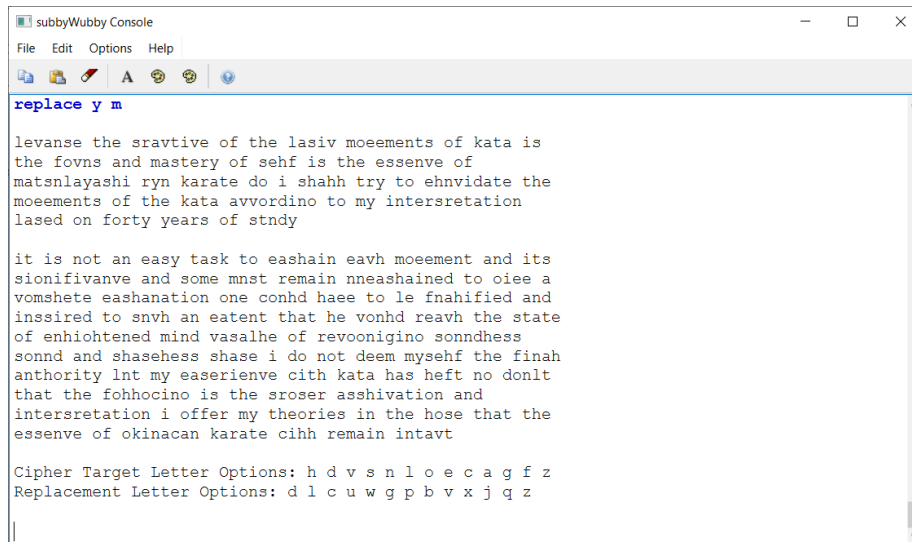 subbyWubby Console
File Edit Options Help
replace y m
levanse the sravtive of the lasiv moeements of kata is
the fovns and mastery of sehf is the essenve of
matsnlayashi ryn karate do i shahh try to ehnvidate the
moeements of the kata avvordino to my intersretation
lased on forty years of stndy
it is not an easy task to eashain eavh moeement and its
sionifivanve and some mnst remain nneashained to oiee a
vomshete eashanation one conhd haee to le fnahified and
inssired to snvh an eatent that he vonhd reavh the state
of enhiohtened mind vasalhe of revoonigino sonndhess
sonnd and shasehess shase i do not deem mysehf the finah
anthority lnt my easerienve cith kata has heft no donlt
that the fohhocino is the sroser asshivation and
intersretation i offer my theories in the hose that the
essenve of okinacan karate cihh remain intavt
Cipher Target Letter Options: h d v s n l o e c a g f z
Replacement Letter Options: d l c u w g p b v x j q z